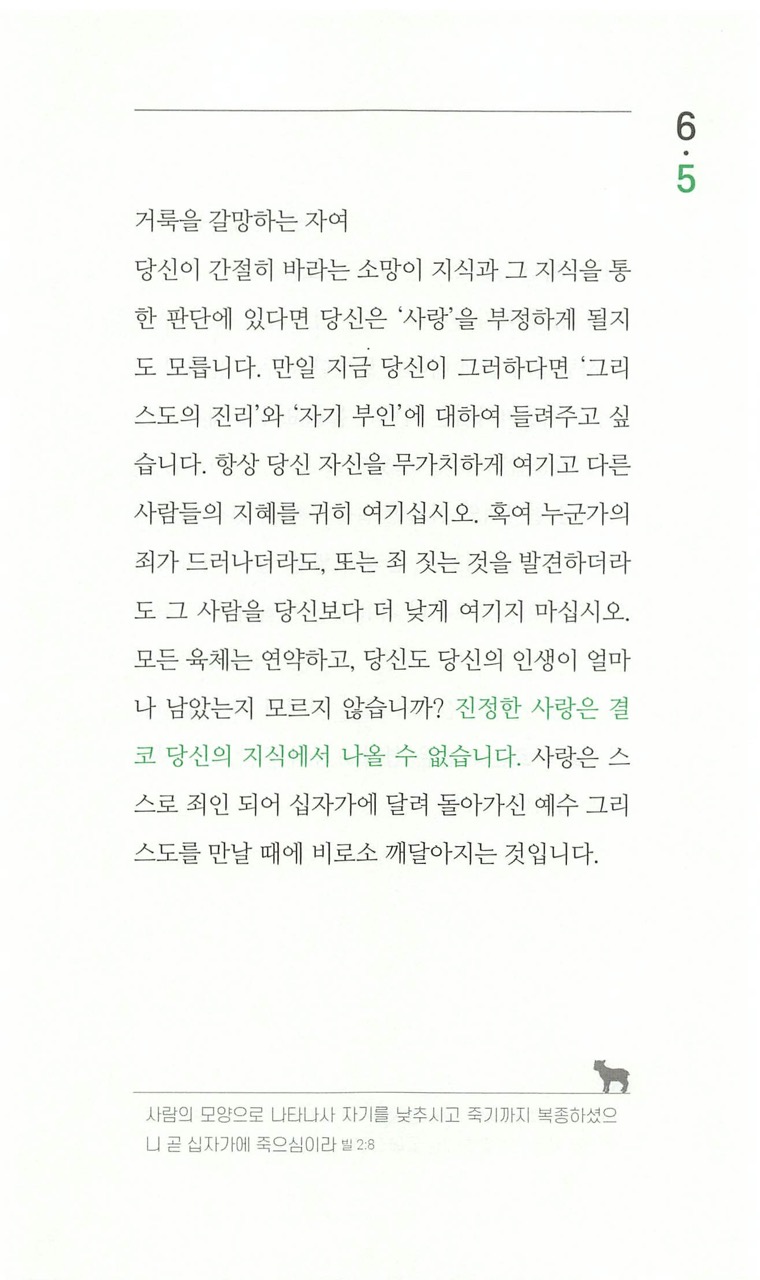 6
·
5
거룩을 갈망하는 자여
당신이 간절히 바라는 소망이 지식과 그 지식을 통
한 판단에 있다면 당신은 ‘사랑’을 부정하게 될지
도 모릅니다. 만일 지금 당신이 그러하다면 ‘그리
스도의 진리’와 ‘자기 부인’에 대하여 들려주고 싶
습니다. 항상 당신 자신을 무가치하게 여기고 다른
사람들의 지혜를 귀히 여기십시오. 혹여 누군가의
죄가 드러나더라도, 또는 죄 짓는 것을 발견하더라
도 그 사람을 당신보다 더 낮게 여기지 마십시오.
모든 육체는 연약하고, 당신도 당신의 인생이 얼마
나 남았는지 모르지 않습니까? 진정한 사랑은 결
코 당신의 지식에서 나올 수 없습니다. 사랑은 스
스로 죄인 되어 십자가에 달려 돌아가신 예수 그리
스도를 만날 때에 비로소 깨달아지는 것입니다.
사람의 모양으로 나타나사 자기를 낮추시고 죽기까지 복종하셨으
니 곧 십자가에 죽으심이라 빌 2:8